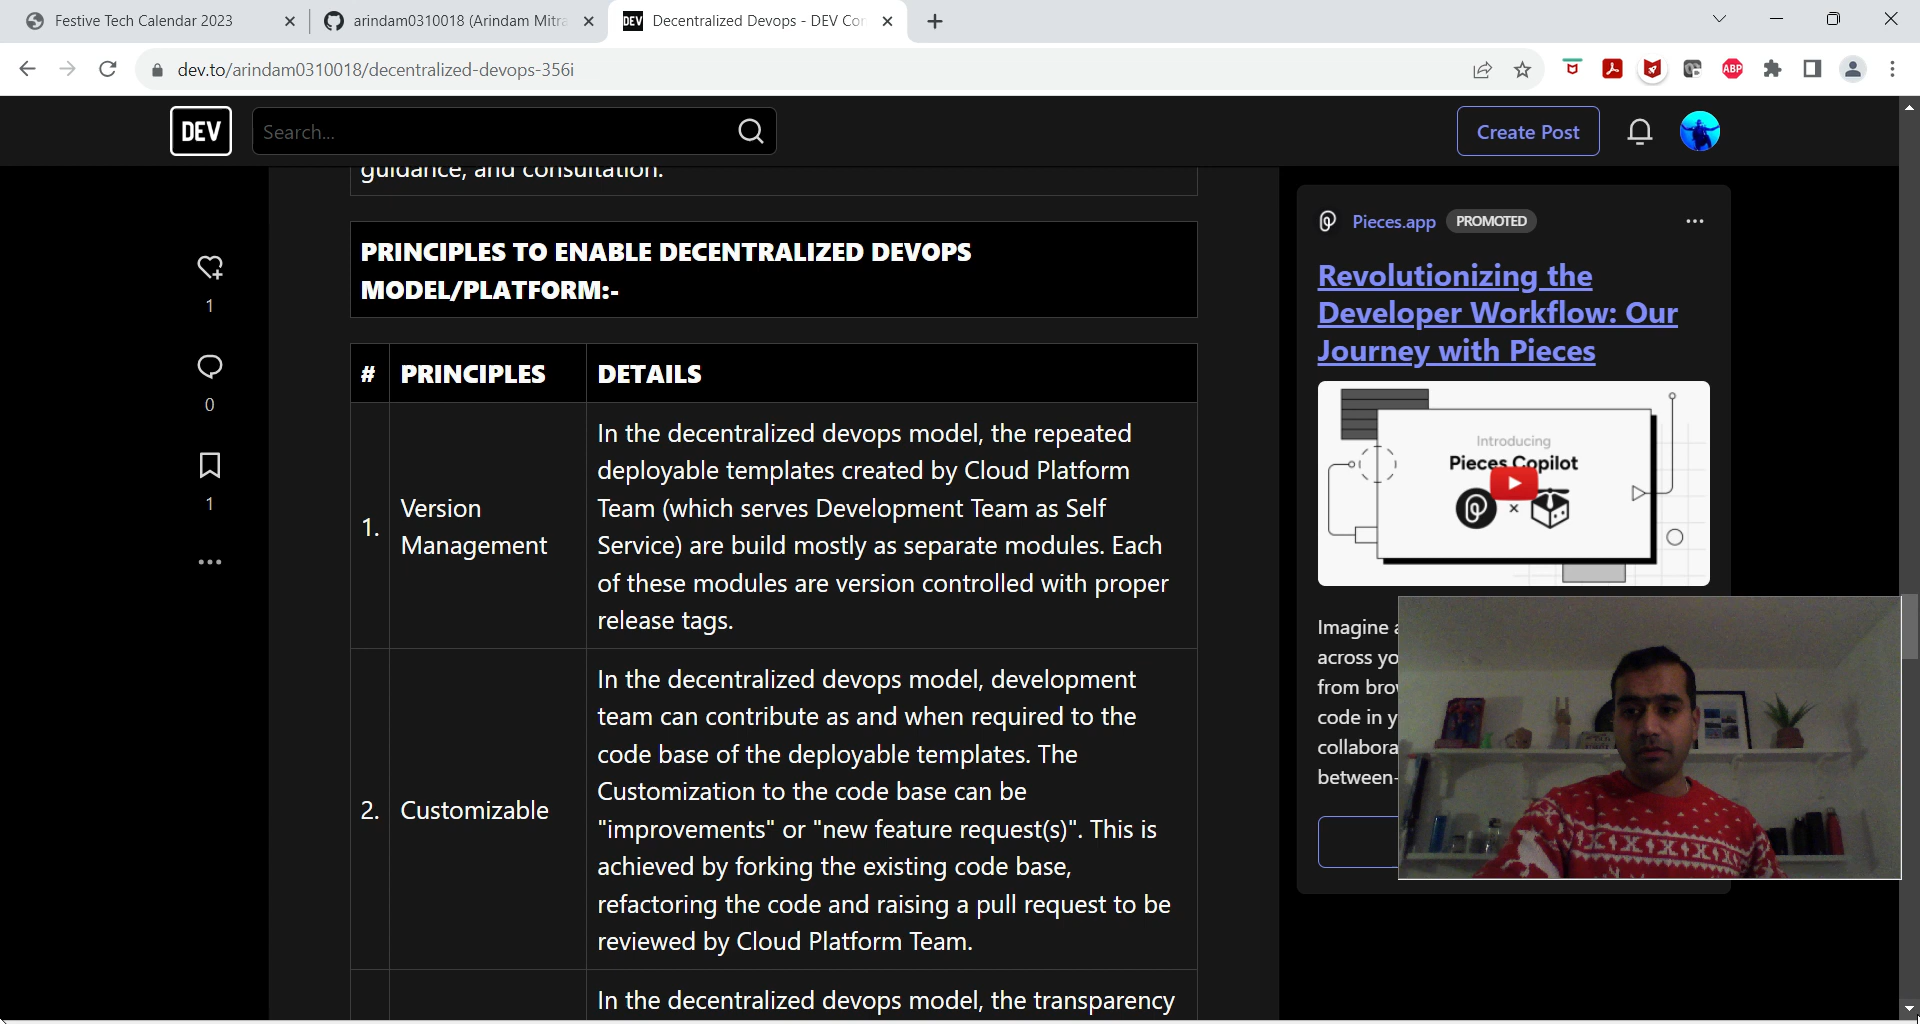 Festive Tech Calendar 2023
arindam0310018 (Arindam Mitra
DEV
Decentralized Devops - DEV Co
dev.to/arindam0310018/decentralized-devops-356i
ABP
DEV
Search...
Create Post
guidance, and consultation.
PRINCIPLES TO ENABLE DECENTRALIZED DEVOPS
MODEL/PLATFORM:-
# PRINCIPLES DETAILS
1.
Version
Management
In the decentralized devops model, the repeated
deployable templates created by Cloud Platform
Team (which serves Development Team as Self
Service) are build mostly as separate modules. Each
of these modules are version controlled with proper
release tags.
2.
Customizable
In the decentralized devops model, development
team can contribute as and when required to the
code base of the deployable templates. The
Customization to the code base can be
"improvements" or "new feature request(s)". This is
achieved by forking the existing code base,
refactoring the code and raising a pull request to be
reviewed by Cloud Platform Team.
In the decentralized devops model, the transparency
1
0
1
Pieces.app PROMOTED
Revolutionizing the
Developer Workflow: Our
Journey with Pieces
Introducing
Pieces Copilot
×
Imagine
across yo
from bro
code in y
collabora
between-